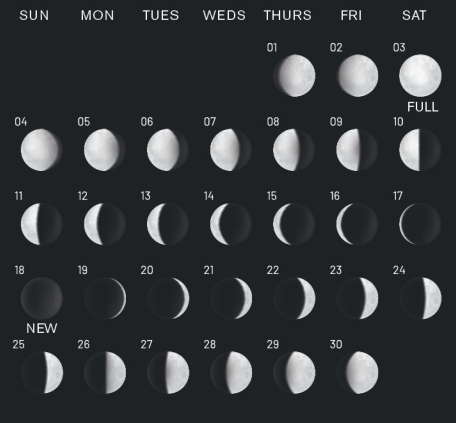 SUN MON TUES WEDS THURS FRI SAT
01 02 03
FULL
04 05 06 07 08 09 10
11 12 13 14 15 16 17
18 19 20 21 22 23 24
NEW
25 26 27 28 29 30